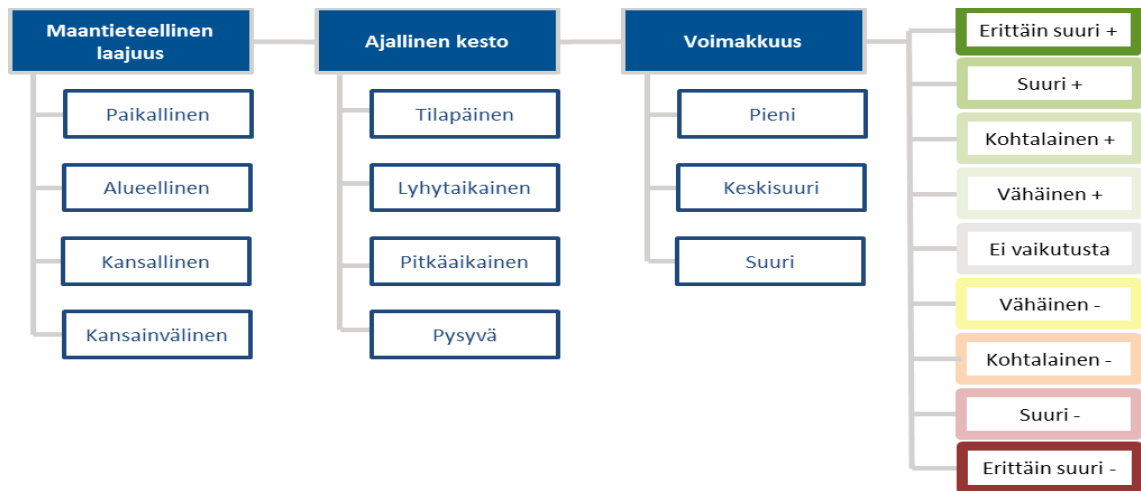 Maantieteellinen
laajuus
Paikallinen
Alueellinen
Kansallinen
Kansainvälinen
Ajallinen kesto
Tilapäinen
Lyhytaikainen
Pitkäaikainen
Pysyvä
Voimakkuus
Pieni
Keskisuuri
Suuri
Erittäin suuri +
Suuri +
Kohtalainen +
Vähäinen +
Ei vaikutusta
Vähäinen -
Kohtalainen -
Suuri -
Erittäin suuri -